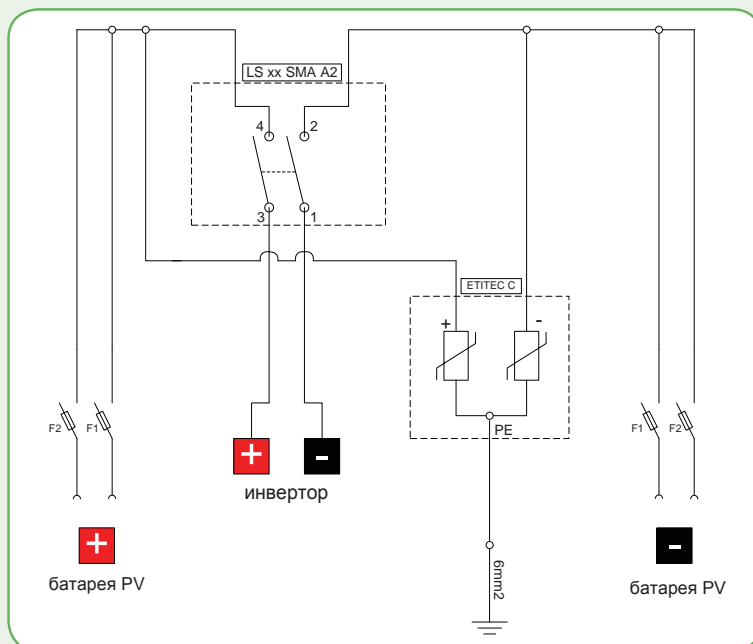 LS xx SMA A2
4
2
3
1
ETITEC C
+
-
F2
F1
F1
F2
PE
+
-
инвертор
+
-
6mm2
батарея PV
батарея PV